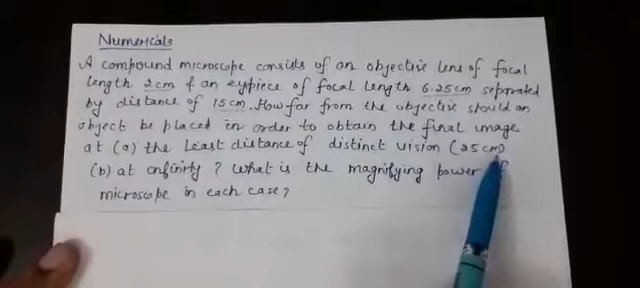 Numericals
A compound microscope consists of an objective lens of focal
length 2cm & an eypiece of focal length 6.25cm seperated
by distance of 15cm. How far from the objective should an
object be placed in order to obtain the final image
at (a) the least distance of distinct vision (25cm)
(b) at infinity? What is the magnifying power of
microscope in each case?